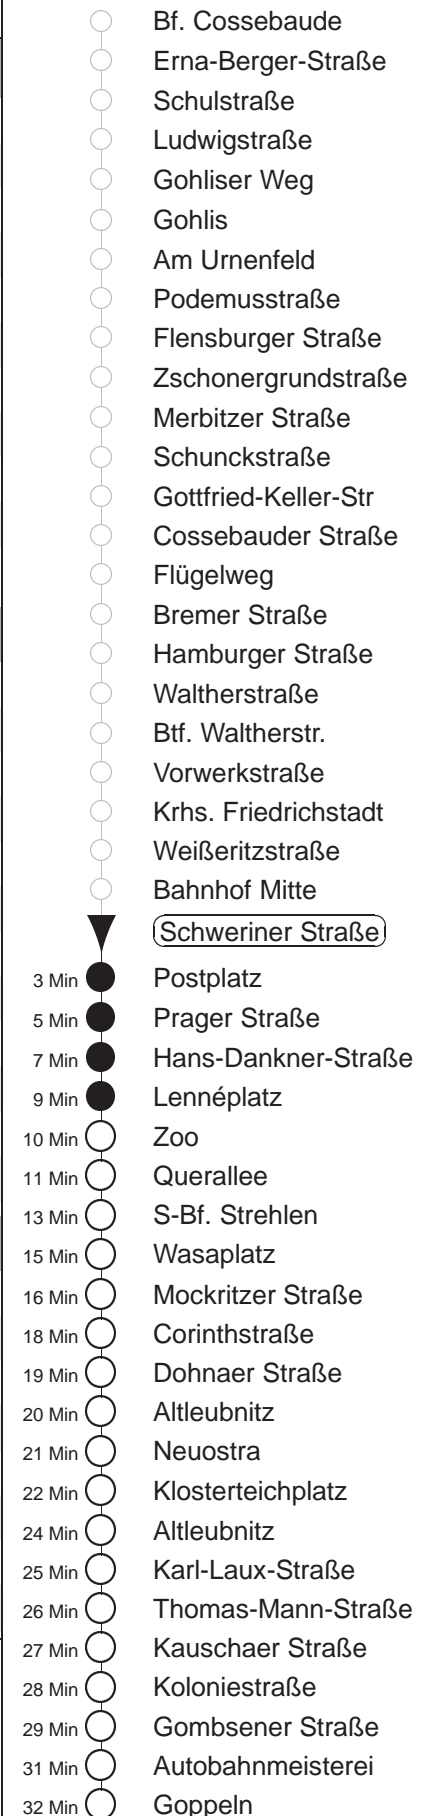 Bf. Cossebaude
Erna-Berger-Straße
Schulstraße
Ludwigstraße
Gohliser Weg
Gohlis
Am Urnenfeld
Podemusstraße
Flensburger Straße
Zschonergrundstraße
Merbitzer Straße
Schunckstraße
Gottfried-Keller-Str
Cossebauder Straße
Flügelweg
Bremer Straße
Hamburger Straße
Waltherstraße
Btf. Waltherstr.
Vorwerkstraße
Krhs. Friedrichstadt
Weißeritzstraße
Bahnhof Mitte
Schweriner Straße
3 Min Postplatz
5 Min Prager Straße
7 Min Hans-Dankner-Straße
9 Min Lennéplatz
10 Min Zoo
11 Min Querallee
13 Min S-Bf. Strehlen
15 Min Wasaplatz
16 Min Mockritzer Straße
18 Min Corinthstraße
19 Min Dohnaer Straße
20 Min Altleubnitz
21 Min Neuostra
22 Min Klosterteichplatz
24 Min Altleubnitz
25 Min Karl-Laux-Straße
26 Min Thomas-Mann-Straße
27 Min Kauschaer Straße
28 Min Koloniestraße
29 Min Gombsener Straße
31 Min Autobahnmeisterei
32 Min Goppeln